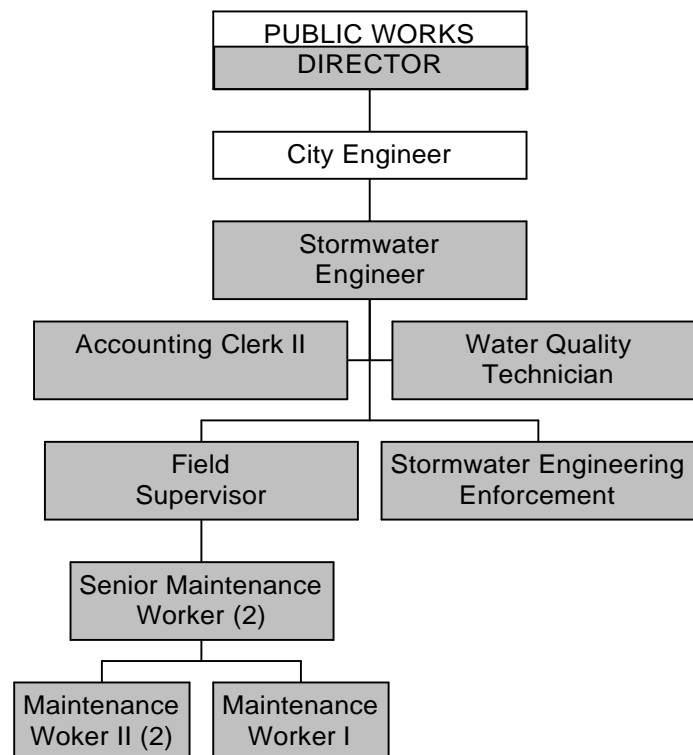 PUBLIC WORKS
DIRECTOR
City Engineer
Stormwater
Engineer
Accounting Clerk II
Water Quality
Technician
Field
Supervisor
Stormwater Engineering
Enforcement
Senior Maintenance
Worker (2)
Maintenance
Woker II (2)
Maintenance
Worker I